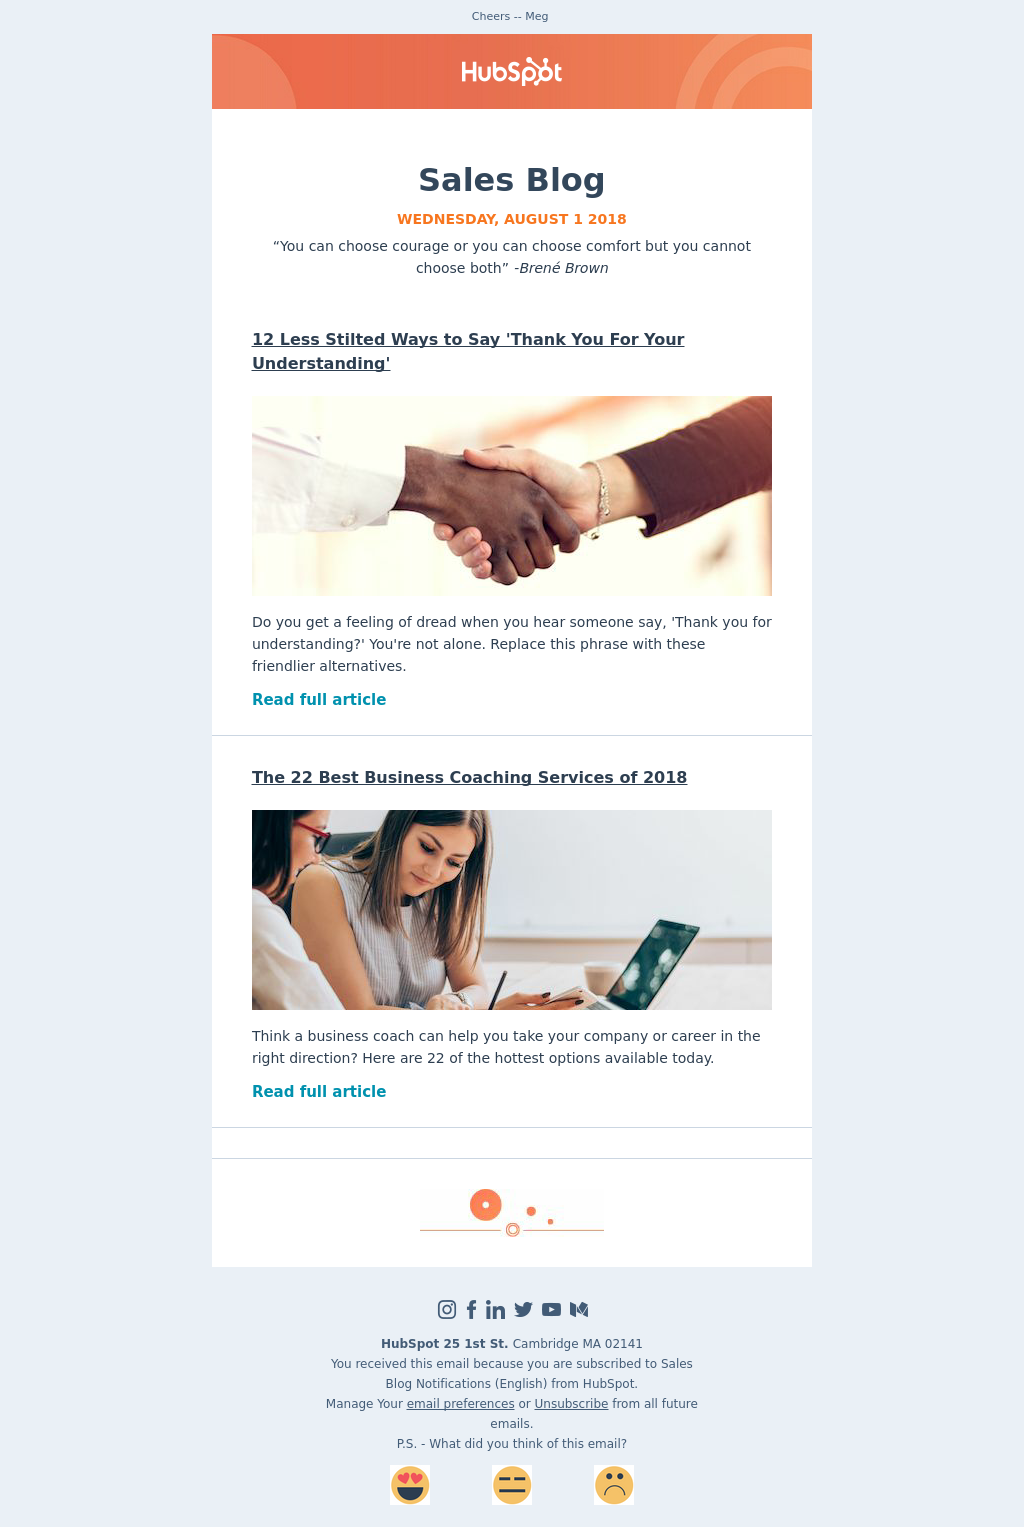 Cheers -- Meg
HubSpot
Sales Blog
WEDNESDAY, AUGUST 1 2018
“You can choose courage or you can choose comfort but you cannot
choose both” -Brené Brown
12 Less Stilted Ways to Say 'Thank You For Your
Understanding'
Do you get a feeling of dread when you hear someone say, 'Thank you for
understanding?' You're not alone. Replace this phrase with these
friendlier alternatives.
Read full article
The 22 Best Business Coaching Services of 2018
Think a business coach can help you take your company or career in the
right direction? Here are 22 of the hottest options available today.
Read full article
HubSpot 25 1st St. Cambridge MA 02141
You received this email because you are subscribed to Sales
Blog Notifications (English) from HubSpot.
Manage Your email preferences or Unsubscribe from all future
emails.
P.S. - What did you think of this email?